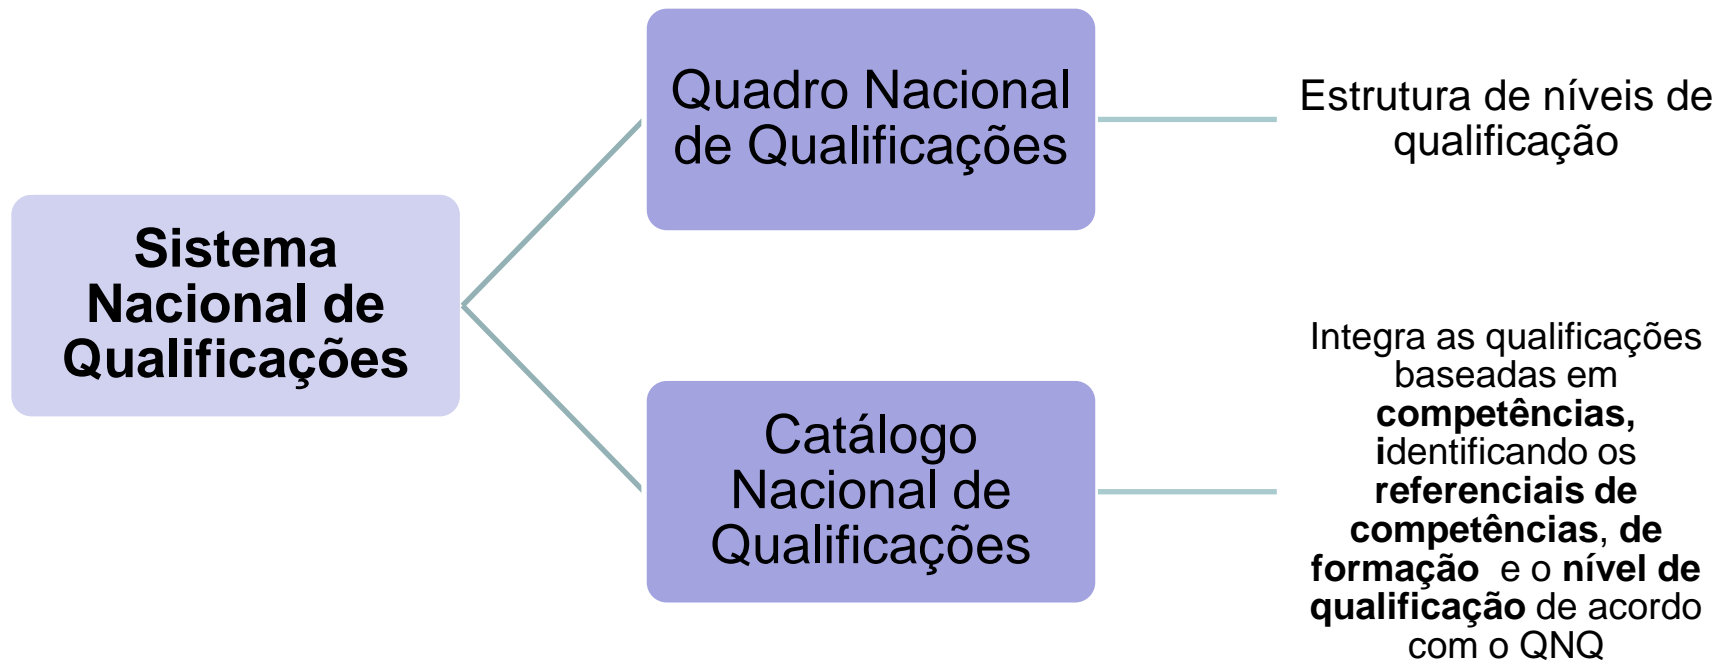 Sistema
Nacional de
Qualificações
Quadro Nacional
de Qualificações
Estrutura de níveis de
qualificação
Catálogo
Nacional de
Qualificações
Integra as qualificações
baseadas em
competências,
identificando os
referenciais de
competências, de
formação e o nível de
qualificação de acordo
com o QNQ